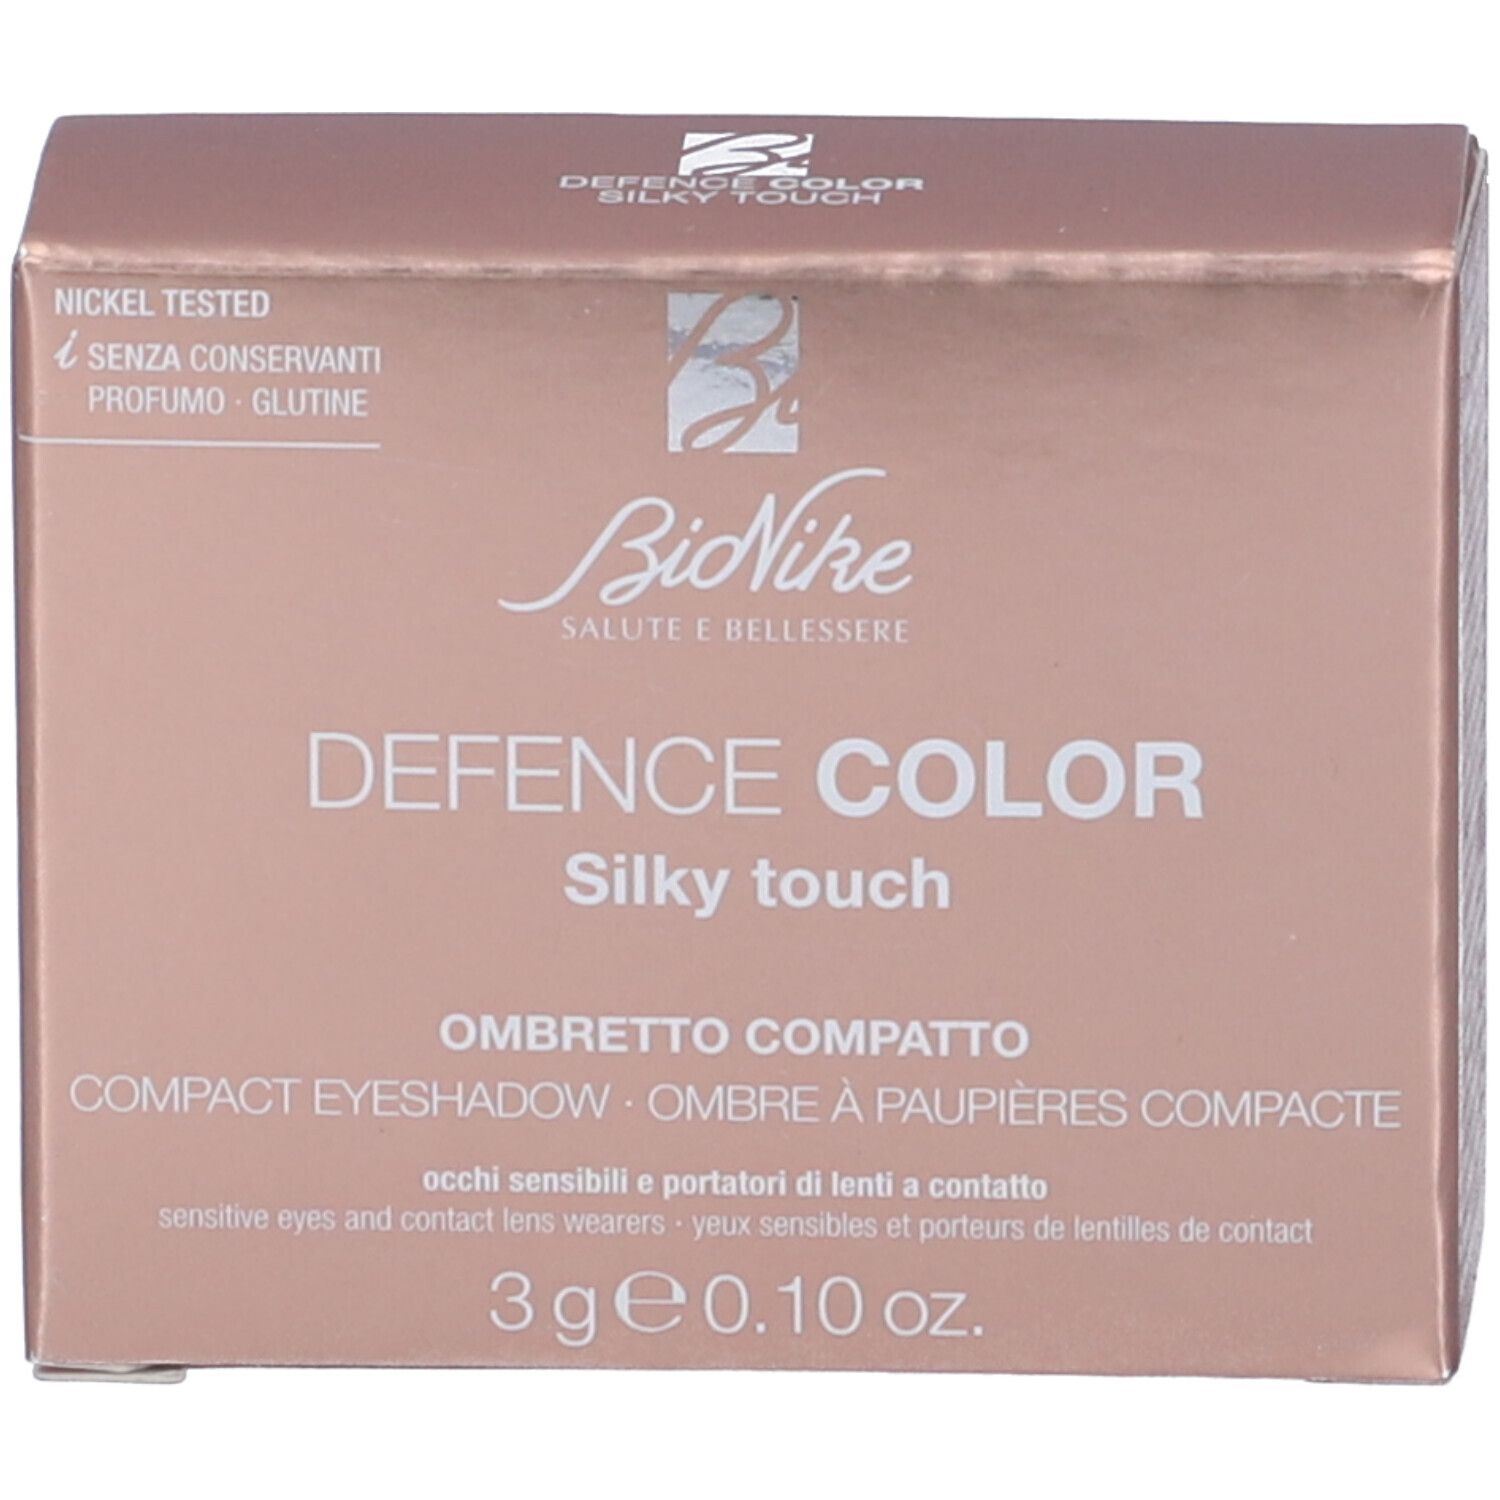 DEFENCE COLOR
SILKY TOUCH
NICKEL TESTED
i SENZA CONSERVANTI
PROFUMO · GLUTINE
BioNike
SALUTE E BELLESSERE
DEFENCE COLOR
Silky touch
OMBRETTO COMPATTO
COMPACT EYESHADOW · OMBRE À PAUPIÈRES COMPACTE
occhi sensibili e portatori di lenti a contatto
sensitive eyes and contact lens wearers · yeux sensibles et porteurs de lentilles de contact
3 g ℮ 0.10 oz.